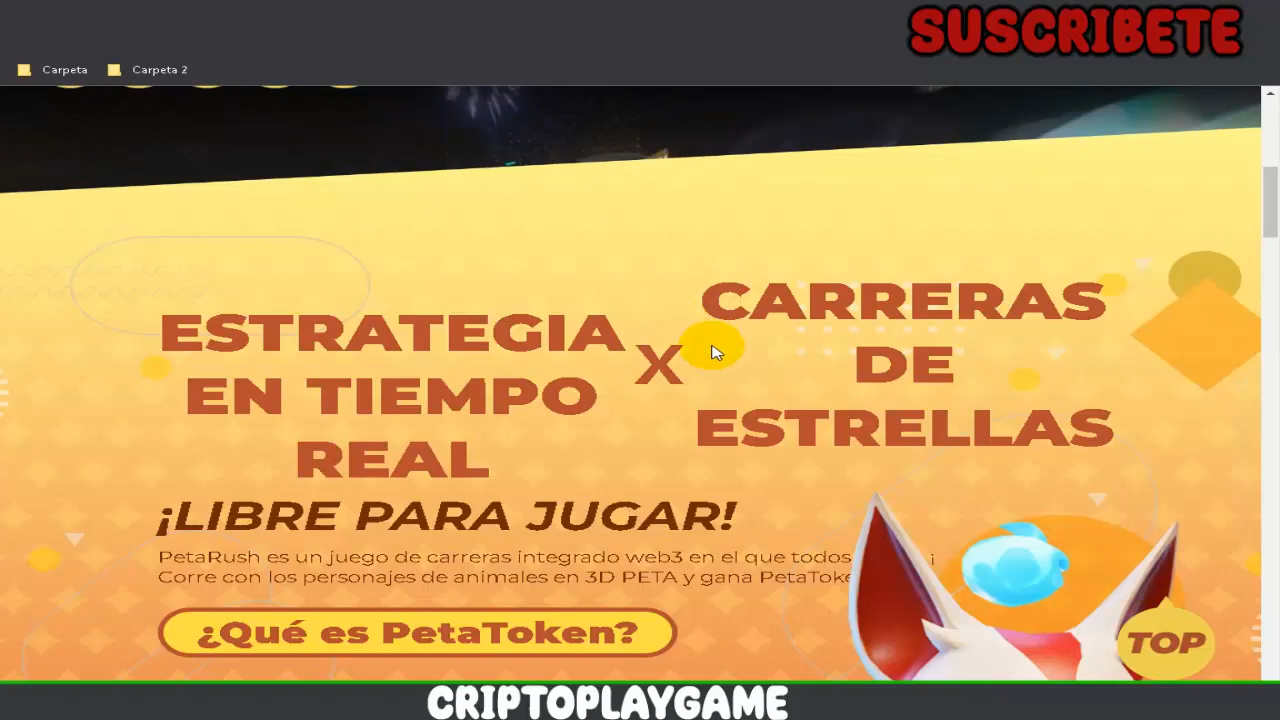 SUSCRIBETE
Carpeta
Carpeta 2
ESTRATEGIA
EN TIEMPO
REAL
X
CARRERAS
DE
ESTRELLAS
¡LIBRE PARA JUGAR!
PetaRush es un juego de carreras integrado web3 en el que todos ¡
Corre con los personajes de animales en 3D PETA y gana
¿Qué es PetaToken?
TOP
CRIPTOPLAYGAME